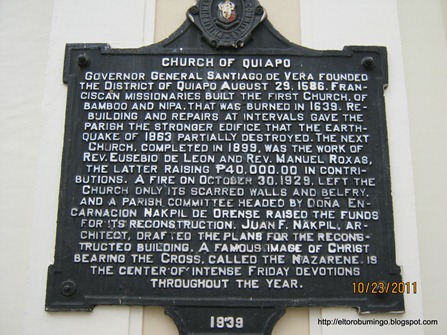 CHURCH OF QUIAPO
GOVERNOR GENERAL SANTIAGO DE VERA FOUNDED
THE DISTRICT OF QUIAPO AUGUST 29, 1586. FRAN-
CISCAN MISSIONARIES BUILT THE FIRST CHURCH, OF
BAMBOO AND NIPA, THAT WAS BURNED IN 1639. RE-
BUILDING AND REPAIRS AT INTERVALS GAVE THE
PARISH THE STRONGER EDIFICE THAT THE EARTH-
QUAKE OF 1863 PARTIALLY DESTROYED. THE NEXT
CHURCH, COMPLETED IN 1899, WAS THE WORK OF
REV. EUSEBIO DE LEON AND REV. MANUEL ROXAS,
THE LATTER RAISING ₱40,000.00 IN CONTRI-
BUTIONS. A FIRE ON OCTOBER 30, 1929, LEFT THE
CHURCH ONLY ITS SCARRED WALLS AND BELFRY,
AND A PARISH COMMITTEE HEADED BY DOÑA EN-
CARNACION NAKPIL DE ORENSE RAISED THE FUNDS
FOR ITS RECONSTRUCTION. JUAN F. NAKPIL, AR-
CHITECT, DRAFTED THE PLANS FOR THE RECONS-
TRUCTED BUILDING. A FAMOUS IMAGE OF CHRIST
BEARING THE CROSS, CALLED THE NAZARENE, IS
THE CENTER OF INTENSE FRIDAY DEVOTIONS
THROUGHOUT THE YEAR.
1939
10/23/2011
http://eltorobumingo.blogspot.com